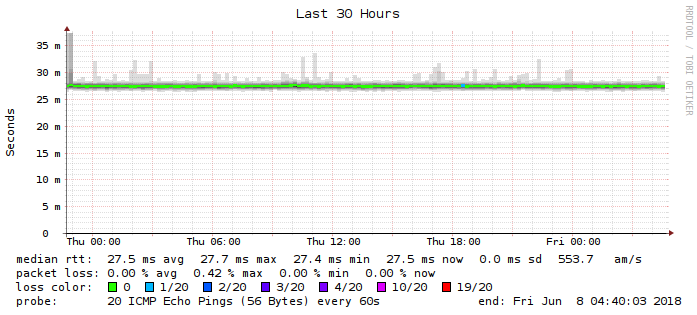 Last 30 Hours
RRDTOOL / TOBI OETIKER
Seconds
35 m
30 m
25 m
20 m
15 m
10 m
5 m
0
Thu 00:00 Thu 06:00 Thu 12:00 Thu 18:00 Fri 00:00
median rtt: 27.5 ms avg 27.7 ms max 27.4 ms min 27.5 ms now 0.0 ms sd 553.7 am/s
packet loss: 0.00 % avg 0.42 % max 0.00 % min 0.00 % now
loss color: 0 1/20 2/20 3/20 4/20 10/20 19/20
probe: 20 ICMP Echo Pings (56 Bytes) every 60s end: Fri Jun 8 04:40:03 2018